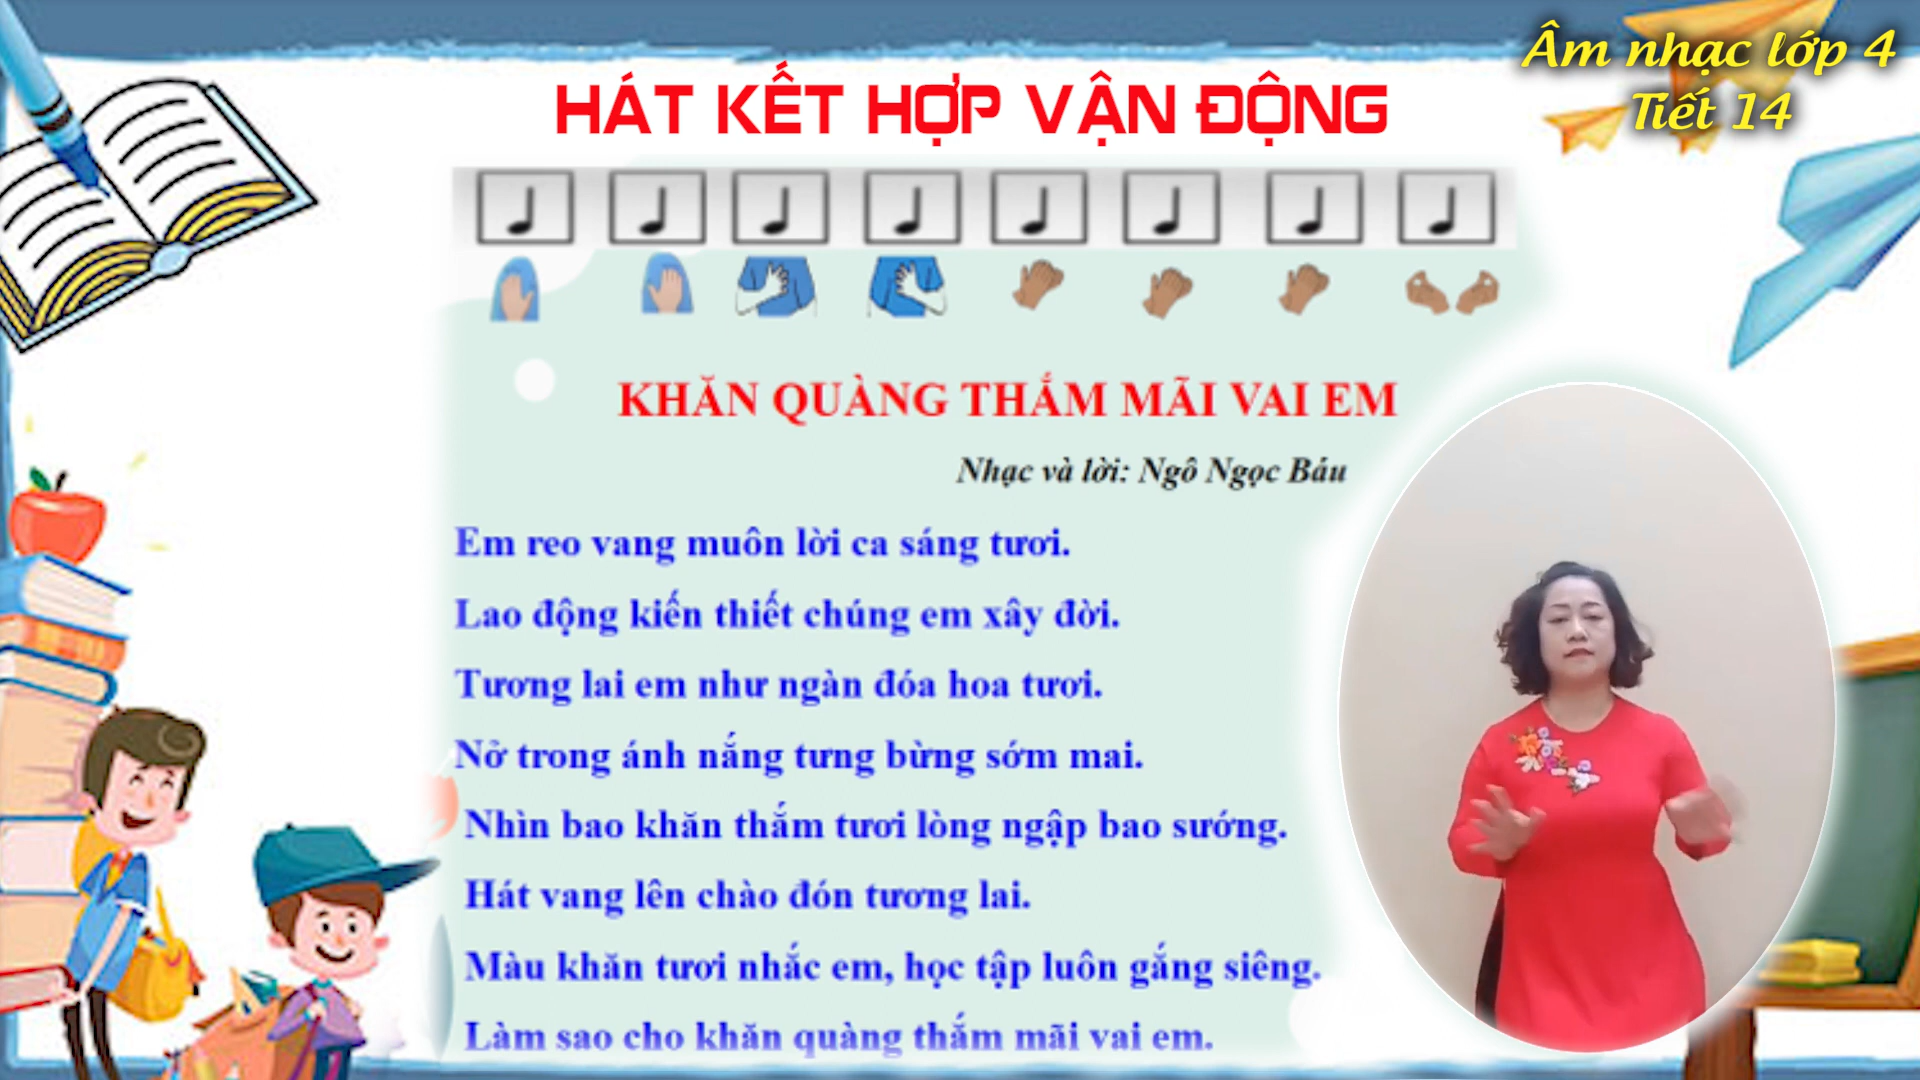 Âm nhạc lớp 4
Tiết 14
HÁT KẾT HỢP VẬN ĐỘNG
KHĂN QUÀNG THẮM MÃI VAI EM
Nhạc và lời: Ngô Ngọc Báu
Em reo vang muôn lời ca sáng tươi.
Lao động kiến thiết chúng em xây đời.
Tương lai em như ngàn đóa hoa tươi.
Nở trong ánh nắng tưng bừng sớm mai.
Nhìn bao khăn thắm tươi lòng ngập bao sướng.
Hát vang lên chào đón tương lai.
Màu khăn tươi nhắc em, học tập luôn gắng siêng.
Làm sao cho khăn quàng thắm mãi vai em.